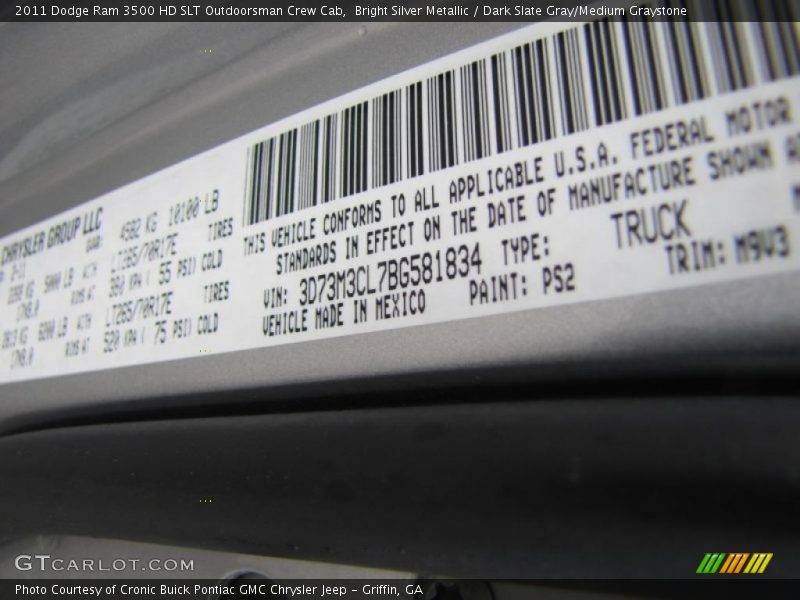 2011 Dodge Ram 3500 HD SLT Outdoorsman Crew Cab, Bright Silver Metallic / Dark Slate Gray/Medium Graystone
CHRYSLER GROUP LLC
4582 KG 10100 LB
TIRES
LT265/70R17E
55 PSI) COLD
TIRES
LT265/70R17E
520 KPA ( 75 PSI) COLD
THIS VEHICLE CONFORMS TO ALL APPLICABLE U.S.A. FEDERAL MOTOR
STANDARDS IN EFFECT ON THE DATE OF MANUFACTURE SHOWN
VIN: 3D73M3CL7BG581834 TYPE: TRUCK
VEHICLE MADE IN MEXICO PAINT: PS2 TRIM: M9V3
GTCARLOT.COM
Photo Courtesy of Cronic Buick Pontiac GMC Chrysler Jeep - Griffin, GA